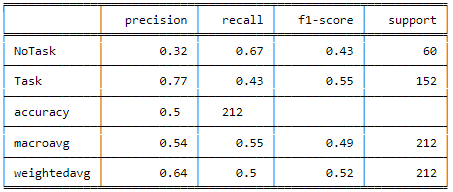 precision recall f1-score support
NoTask 0.32 0.67 0.43 60
Task 0.77 0.43 0.55 152
accuracy 0.5 212
macroavg 0.54 0.55 0.49 212
weightedavg 0.64 0.5 0.52 212